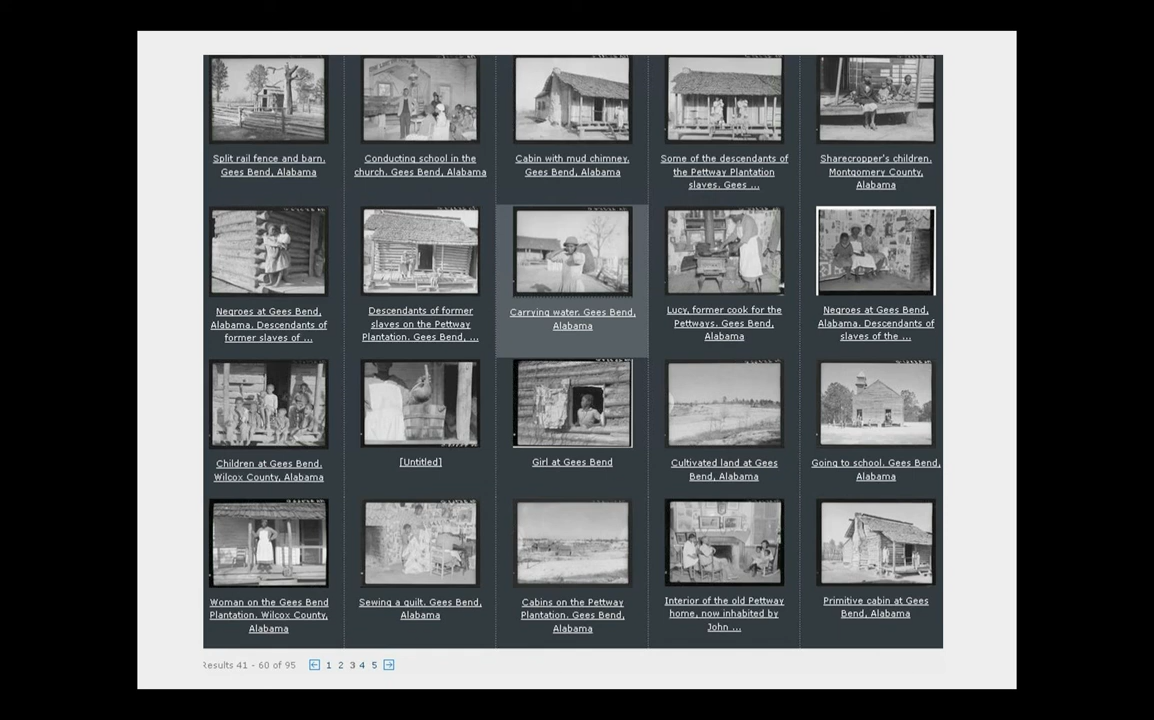 Split rail fence and barn.
Gees Bend, Alabama
Conducting school in the
church. Gees Bend, Alabama
Cabin with mud chimney.
Gees Bend, Alabama
Some of the descendants of
the Pettway Plantation
slaves. Gees ...
Sharecropper's children.
Montgomery County,
Alabama
Negroes at Gees Bend,
Alabama. Descendants of
former slaves of ...
Descendants of former
slaves on the Pettway
Plantation. Gees Bend, ...
Carrying water. Gees Bend,
Alabama
Lucy, former cook for the
Pettways. Gees Bend,
Alabama
Negroes at Gees Bend,
Alabama. Descendants of
slaves of the ...
Children at Gees Bend.
Wilcox County, Alabama
[Untitled]
Girl at Gees Bend
Cultivated land at Gees
Bend, Alabama
Going to school. Gees Bend,
Alabama
Woman on the Gees Bend
Plantation. Wilcox County,
Alabama
Sewing a quilt. Gees Bend,
Alabama
Cabins on the Pettway
Plantation. Gees Bend,
Alabama
Interior of the old Pettway
home, now inhabited by
John ...
Primitive cabin at Gees
Bend, Alabama
Results 41 - 60 of 95 1 2 3 4 5